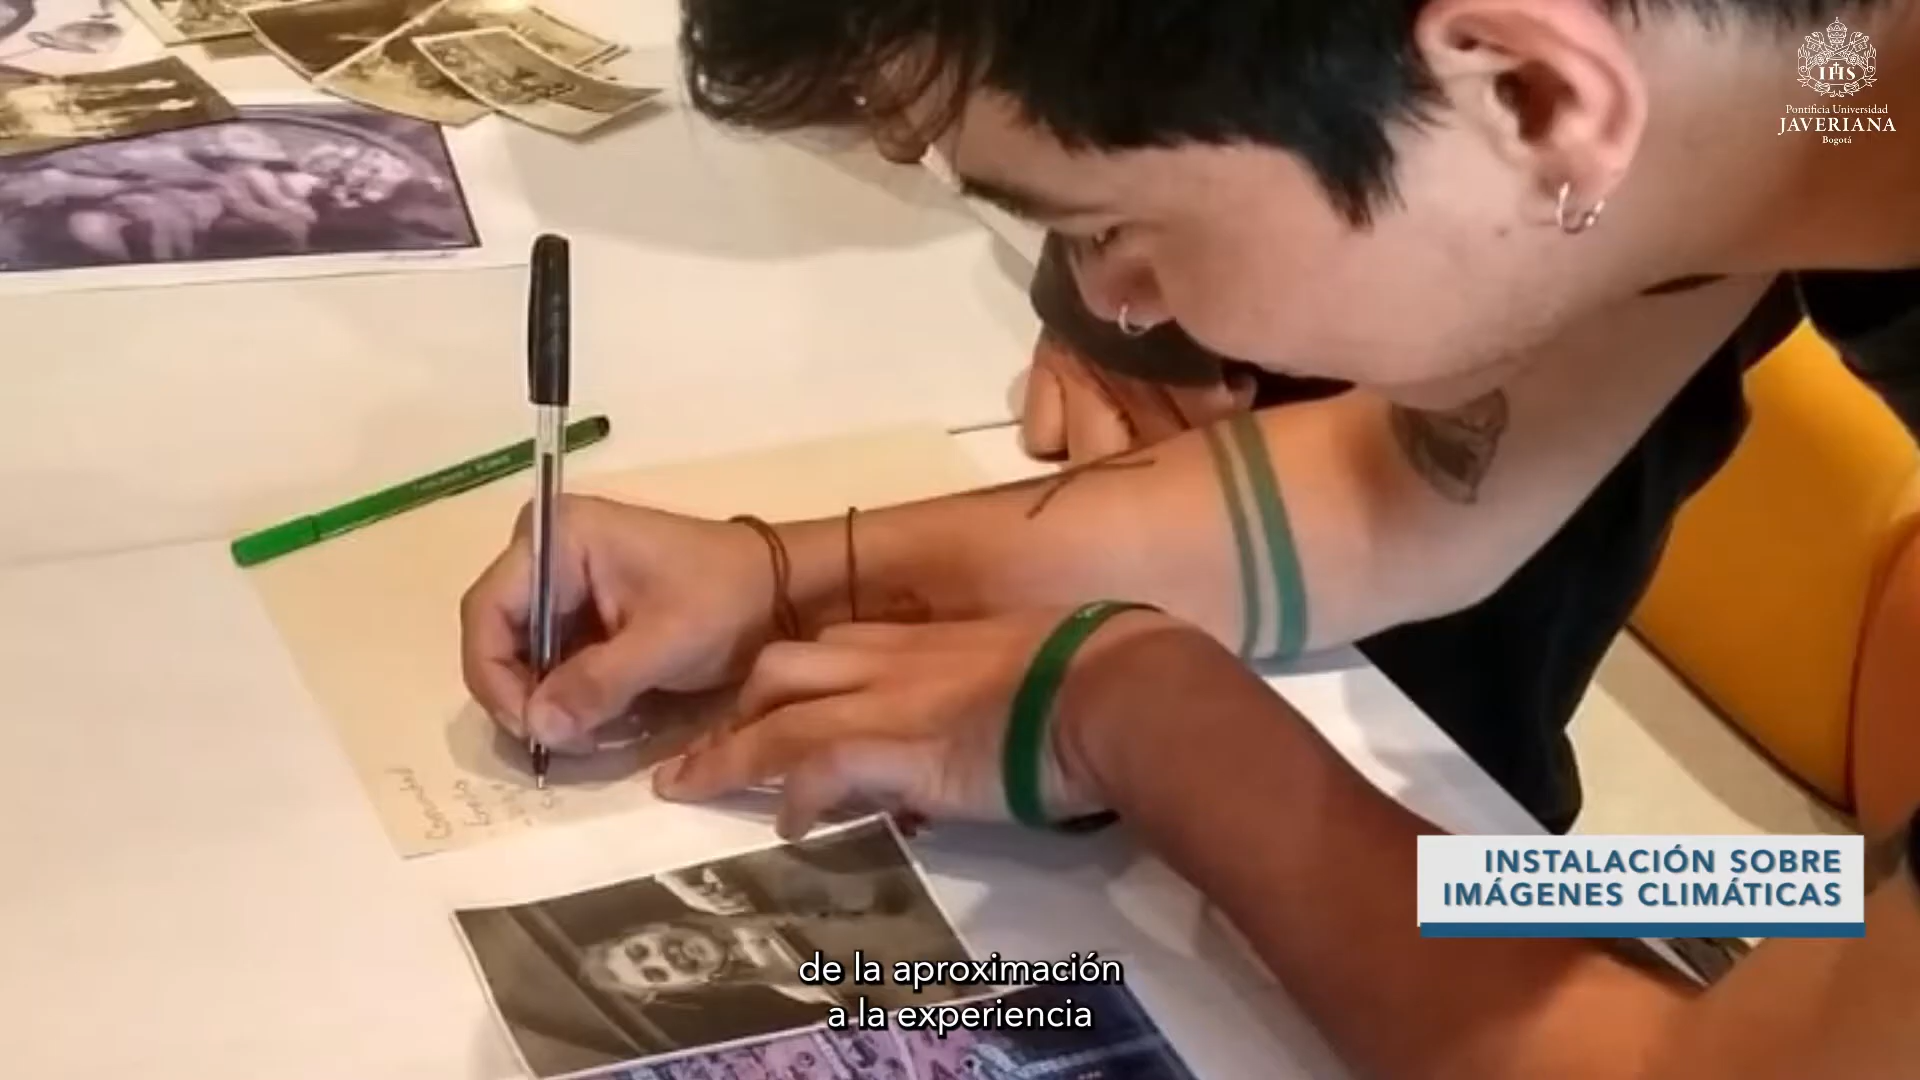 Pontificia Universidad
JAVERIANA
Bogotá
IHS
INSTALACIÓN SOBRE
IMÁGENES CLIMÁTICAS
de la aproximación
a la experiencia